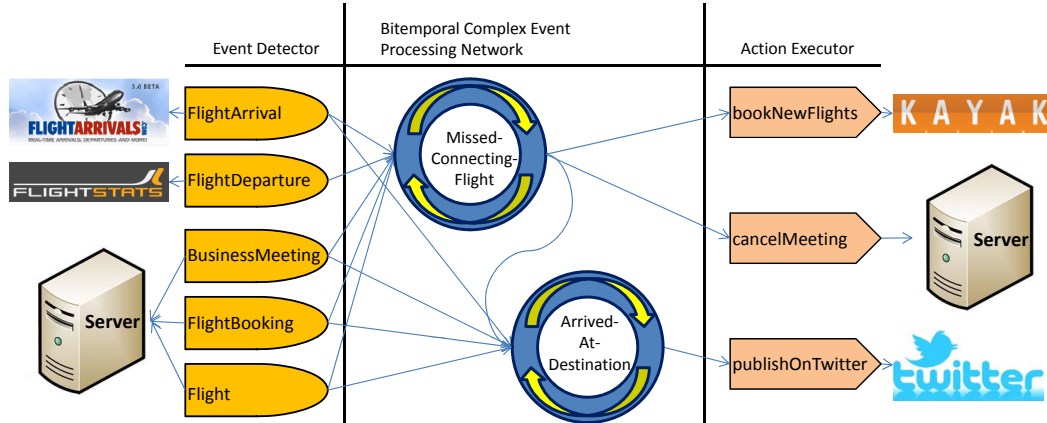 Event Detector
Bitemporal Complex Event
Processing Network
Action Executor
3.0 BETA
FLIGHTARRIVALS.COM
REAL-TIME ARRIVALS, DEPARTURES AND MORE!
FlightArrival
FLIGHTSTATS
FlightDeparture
Missed-
Connecting-
Flight
bookNewFlights
KAYAK
BusinessMeeting
cancelMeeting
Server
Server
FlightBooking
Flight
Arrived-
At-
Destination
publishOnTwitter
twitter